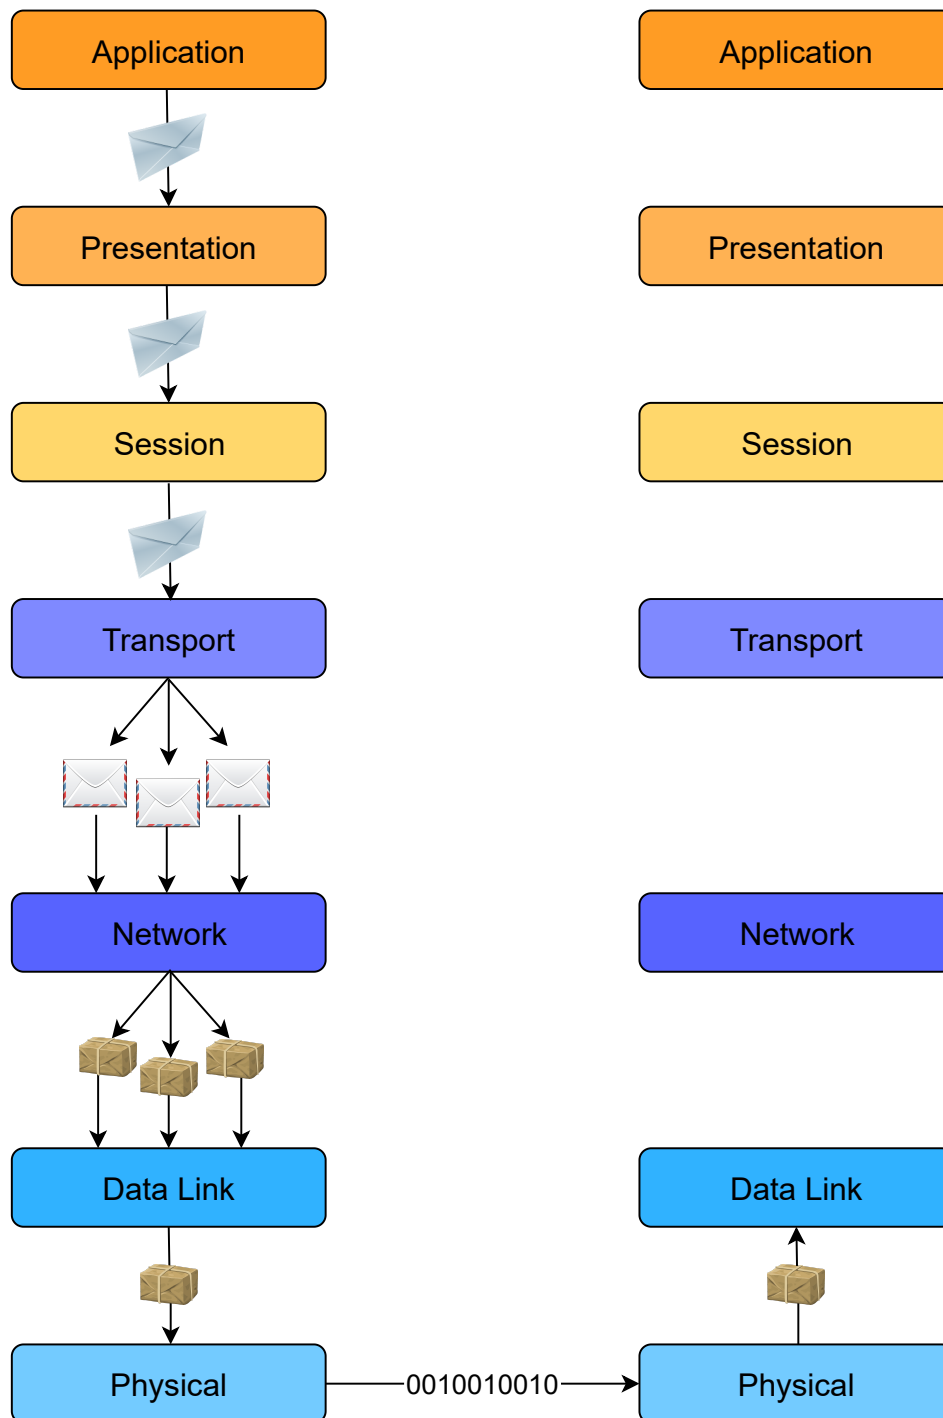 Application
Application
Presentation
Presentation
Session
Session
Transport
Transport
Network
Network
Data Link
Data Link
Physical
0010010010
Physical